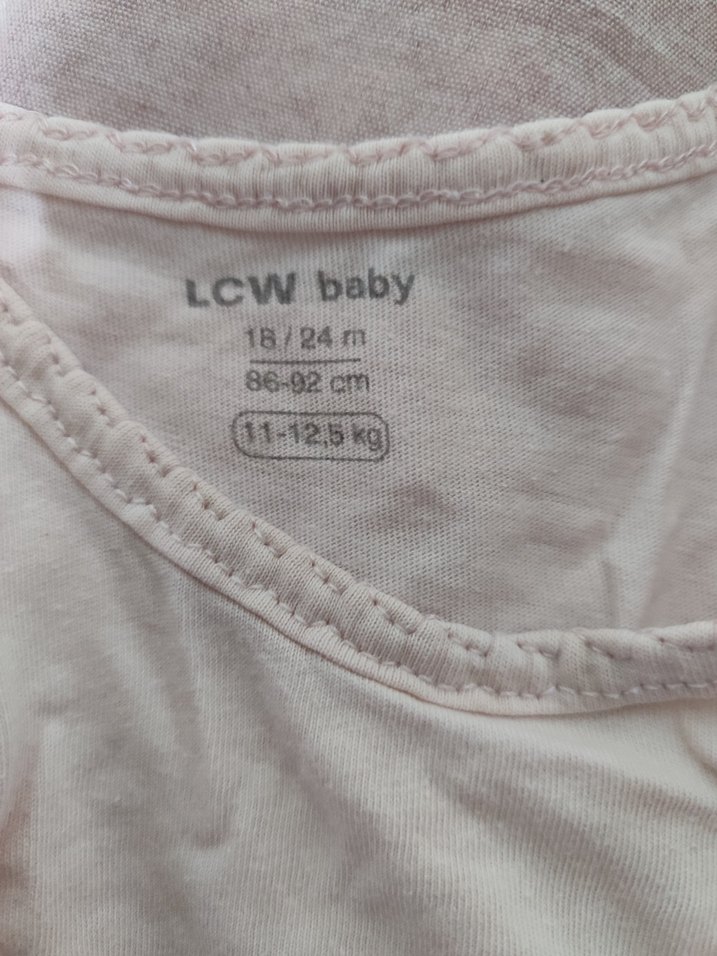 LCW baby
18 / 24 m
86-92 cm
11-12,5 kg